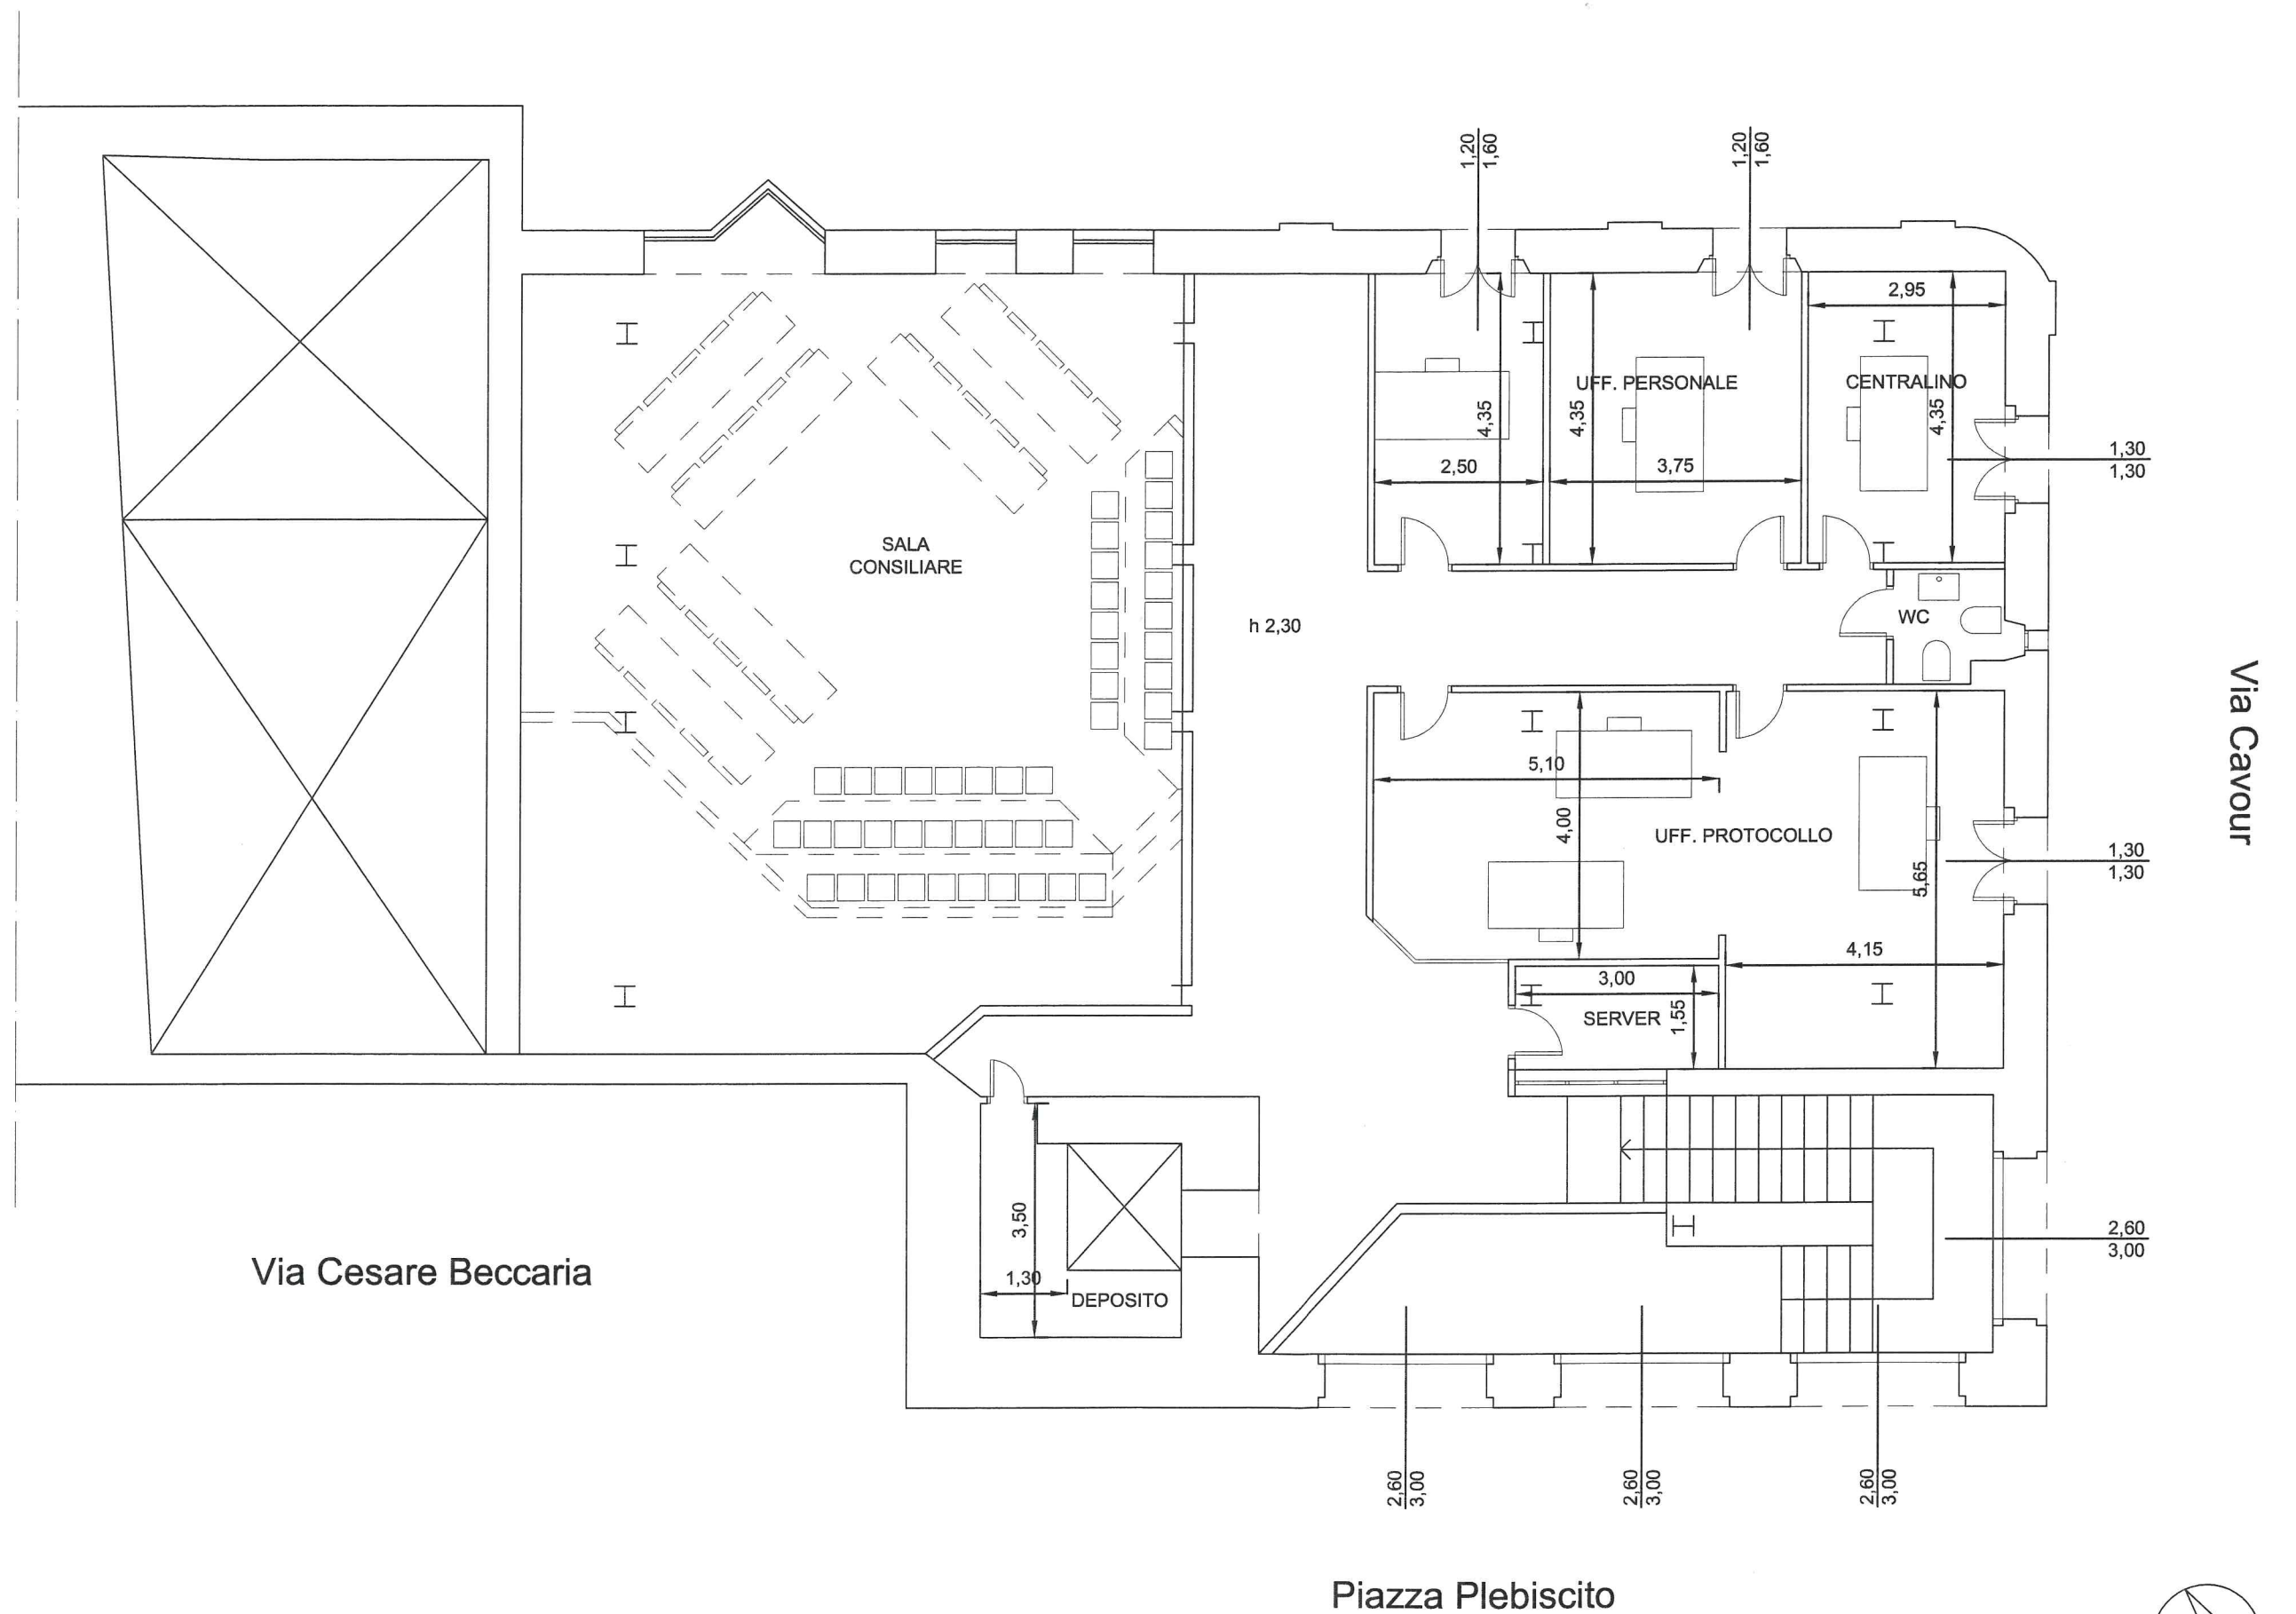 1,20
1,60
1,20
1,60
2,95
UFF. PERSONALE
CENTRALINO
4,35
4,35
4,35
2,50
3,75
1,30
1,30
SALA
CONSILIARE
h 2,30
WC
Via Cavour
5,10
4,00
UFF. PROTOCOLLO
1,30
1,30
5,65
4,15
3,00
SERVER
1,55
3,50
1,30
DEPOSITO
Via Cesare Beccaria
2,60
3,00
2,60
3,00
2,60
3,00
2,60
3,00
Piazza Plebiscito